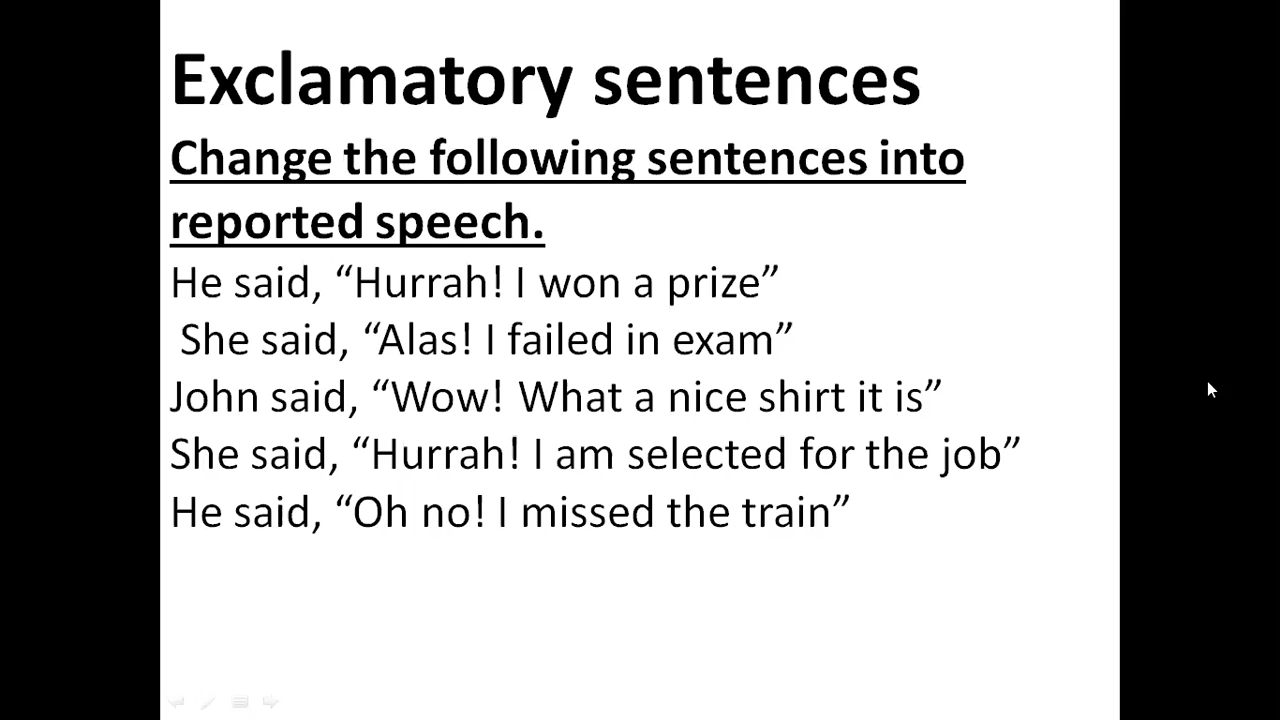 Exclamatory sentences
Change the following sentences into
reported speech.
He said, “Hurrah! I won a prize”
She said, “Alas! I failed in exam”
John said, “Wow! What a nice shirt it is”
She said, “Hurrah! I am selected for the job”
He said, “Oh no! I missed the train”